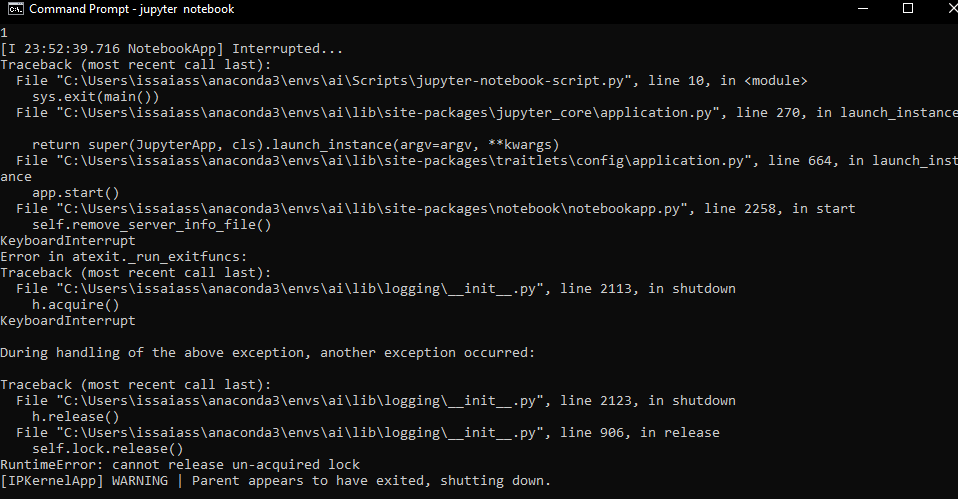 Command Prompt - jupyter  notebook
1
[I 23:52:39.716 NotebookApp] Interrupted...
Traceback (most recent call last):
  File "C:\Users\issaiass\anaconda3\envs\ai\Scripts\jupyter-notebook-script.py", line 10, in <module>
    sys.exit(main())
  File "C:\Users\issaiass\anaconda3\envs\ai\lib\site-packages\jupyter_core\application.py", line 270, in launch_instance

    return super(JupyterApp, cls).launch_instance(argv=argv, **kwargs)
  File "C:\Users\issaiass\anaconda3\envs\ai\lib\site-packages\traitlets\config\application.py", line 664, in launch_inst
ance
    app.start()
  File "C:\Users\issaiass\anaconda3\envs\ai\lib\site-packages\notebook\notebookapp.py", line 2258, in start
    self.remove_server_info_file()
KeyboardInterrupt
Error in atexit._run_exitfuncs:
Traceback (most recent call last):
  File "C:\Users\issaiass\anaconda3\envs\ai\lib\logging\__init__.py", line 2113, in shutdown
    h.acquire()
KeyboardInterrupt

During handling of the above exception, another exception occurred:

Traceback (most recent call last):
  File "C:\Users\issaiass\anaconda3\envs\ai\lib\logging\__init__.py", line 2123, in shutdown
    h.release()
  File "C:\Users\issaiass\anaconda3\envs\ai\lib\logging\__init__.py", line 906, in release
    self.lock.release()
RuntimeError: cannot release un-acquired lock
[IPKernelApp] WARNING | Parent appears to have exited, shutting down.